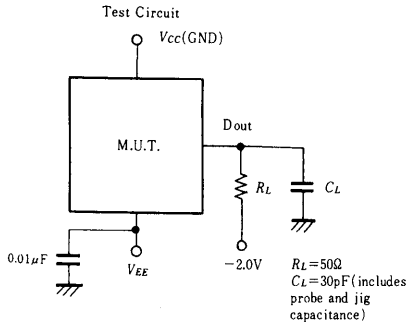 Test Circuit
Vcc(GND)
Dout
M.U.T.
RL
CL
0.01μF
VEE
−2.0V
RL=50Ω
CL=30pF(includes
probe and jig
capacitance)